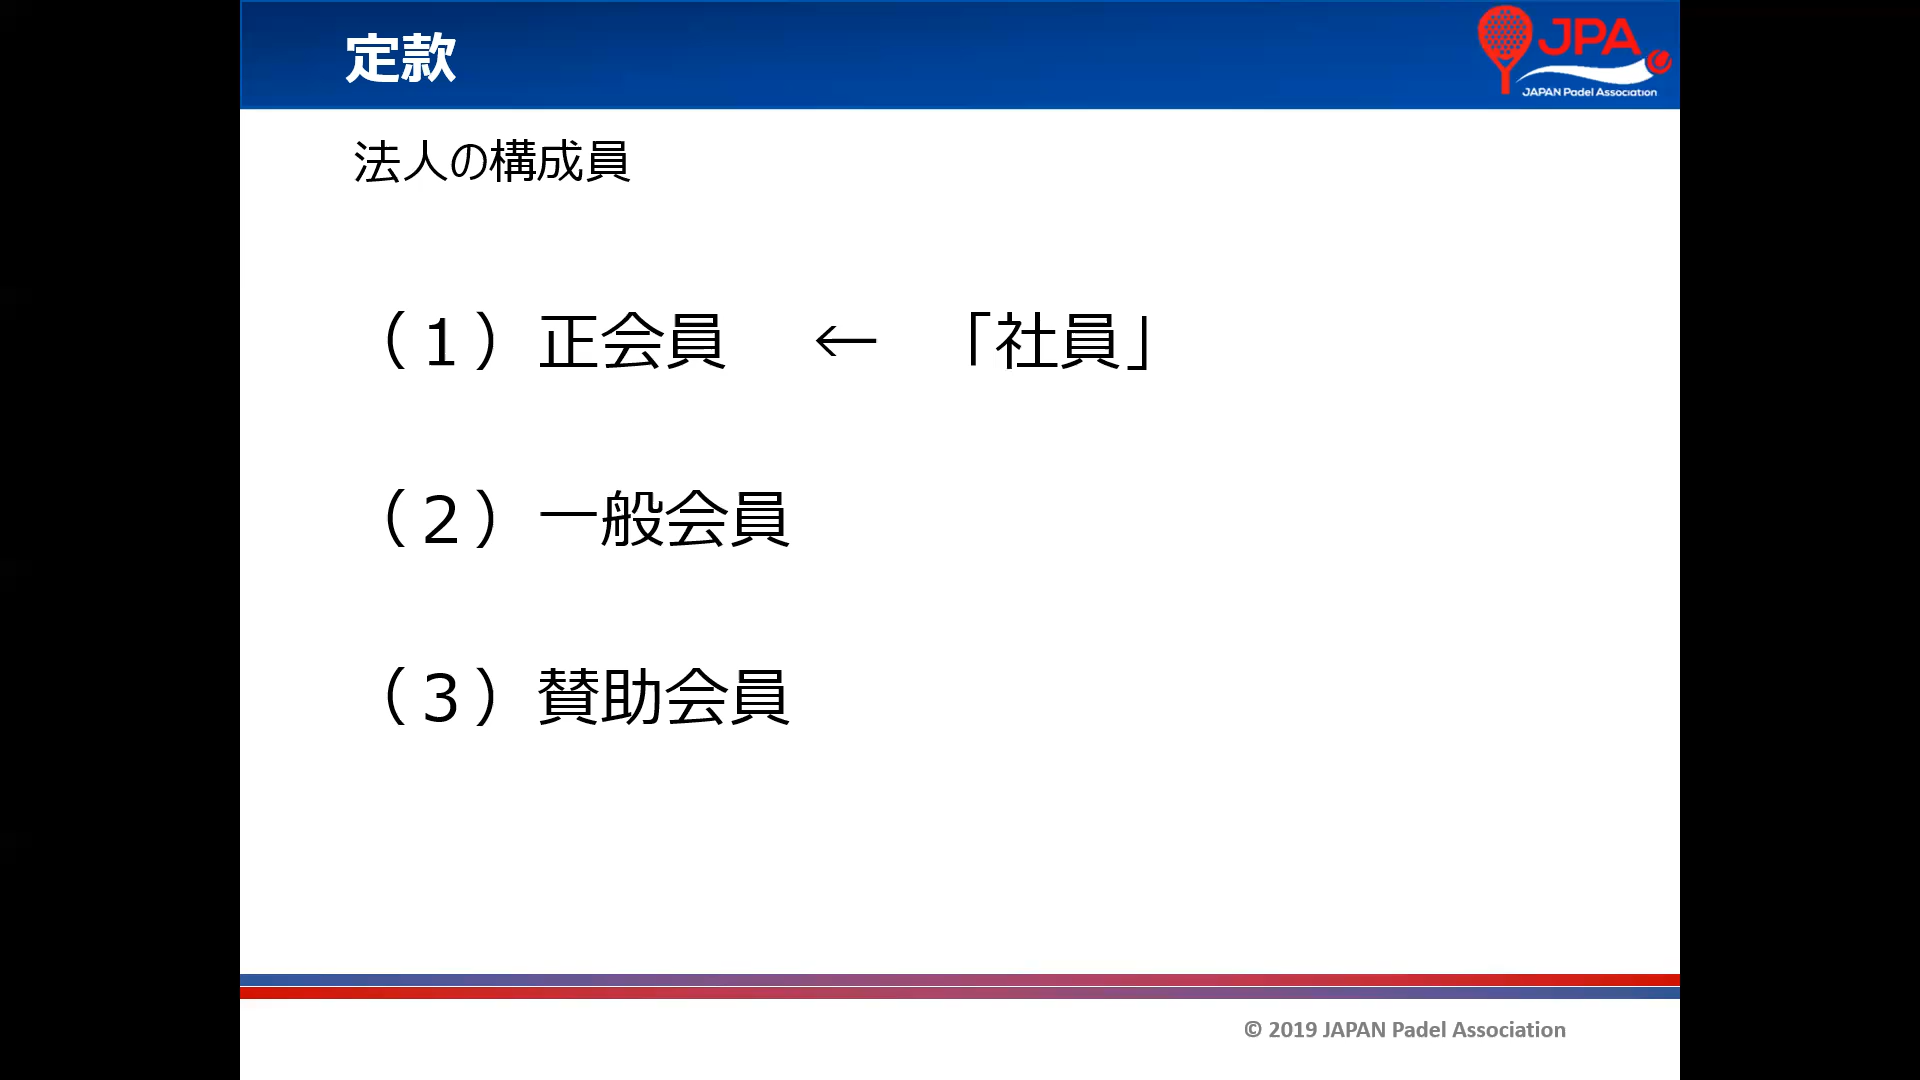 定款
JPA
JAPAN Padel Association
法人の構成員
（１）正会員　←　「社員」
（２）一般会員
（３）賛助会員
© 2019 JAPAN Padel Association